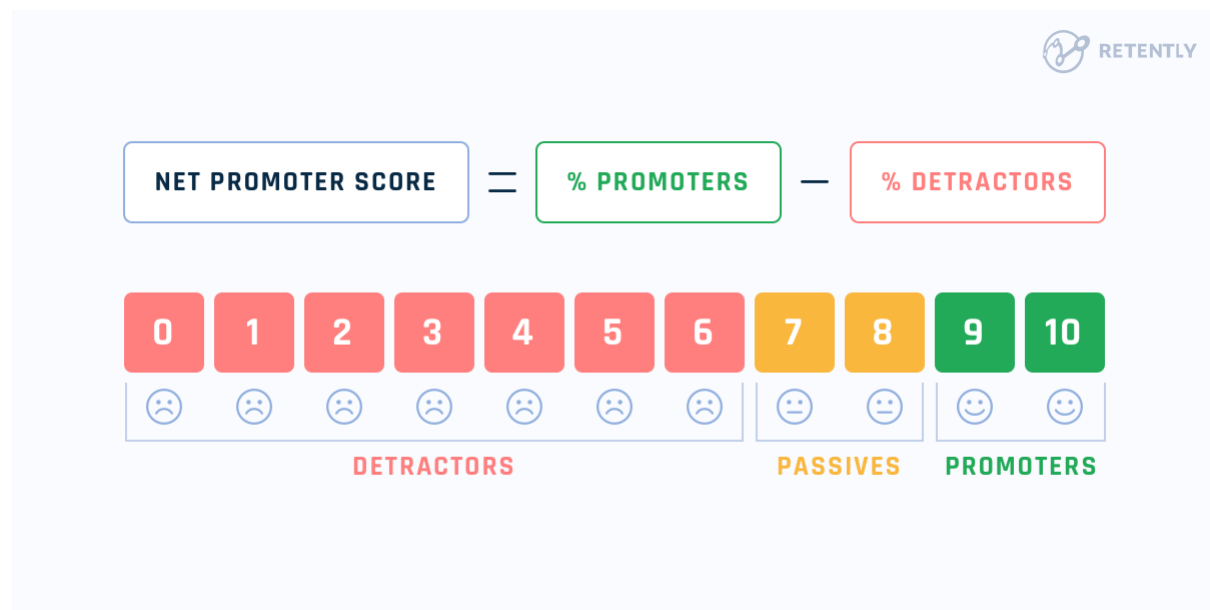 RETENTLY
NET PROMOTER SCORE = % PROMOTERS – % DETRACTORS
0 1 2 3 4 5 6 7 8 9 10
DETRACTORS PASSIVES PROMOTERS